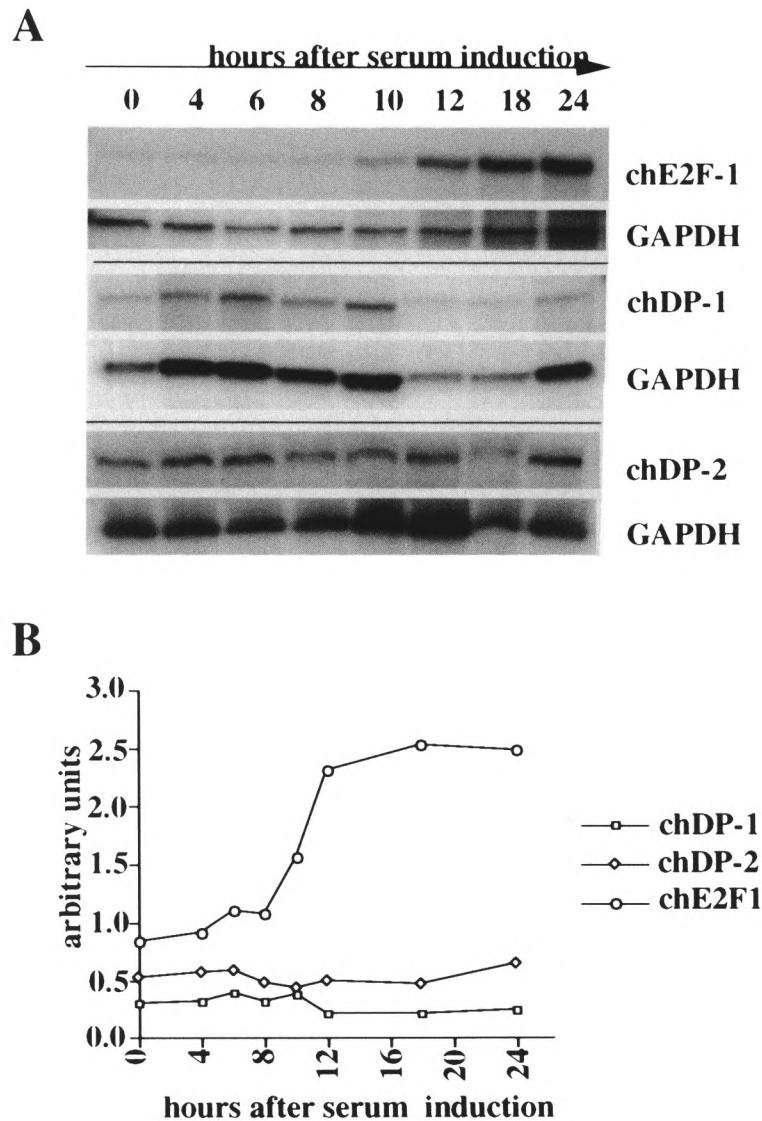 A
hours after serum induction
0 4 6 8 10 12 18 24
chE2F-1
GAPDH
chDP-1
GAPDH
chDP-2
GAPDH
B
3.0
2.5
2.0
1.5
1.0
0.5
0.0
arbitrary units
0 4 8 12 16 20 24
hours after serum induction
chDP-1
chDP-2
chE2F1